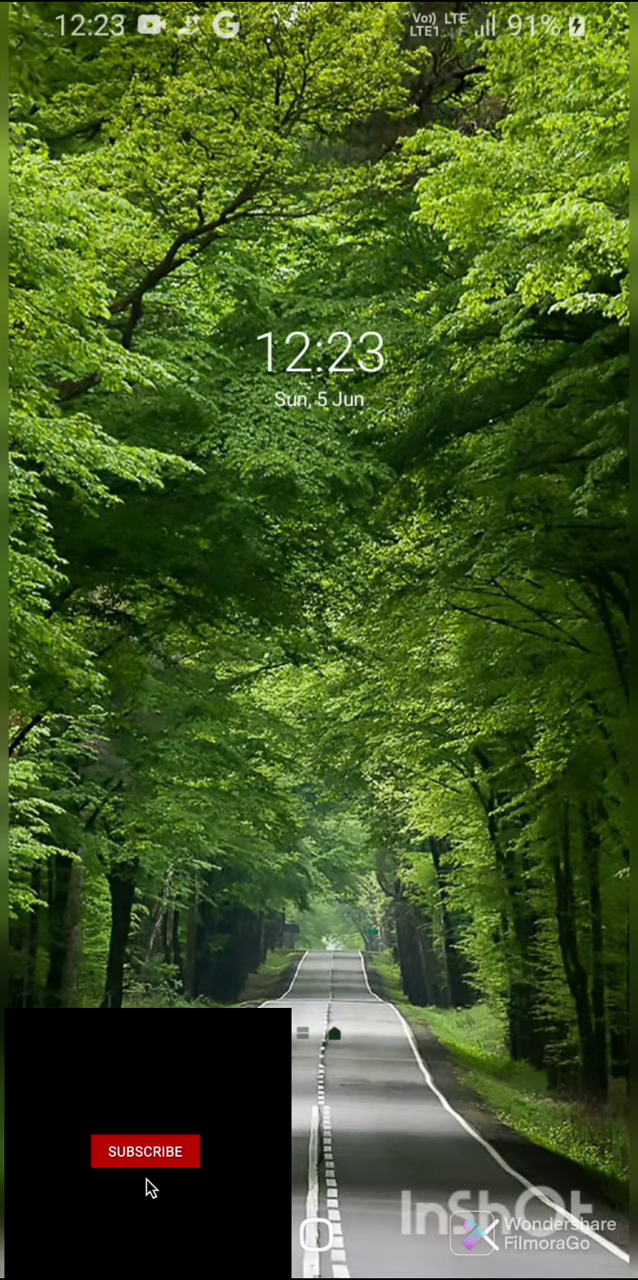 12:23
Vo)) LTE
LTE1
91%
12:23
Sun, 5 Jun
SUBSCRIBE
InShOt
Wondershare
FilmoraGo